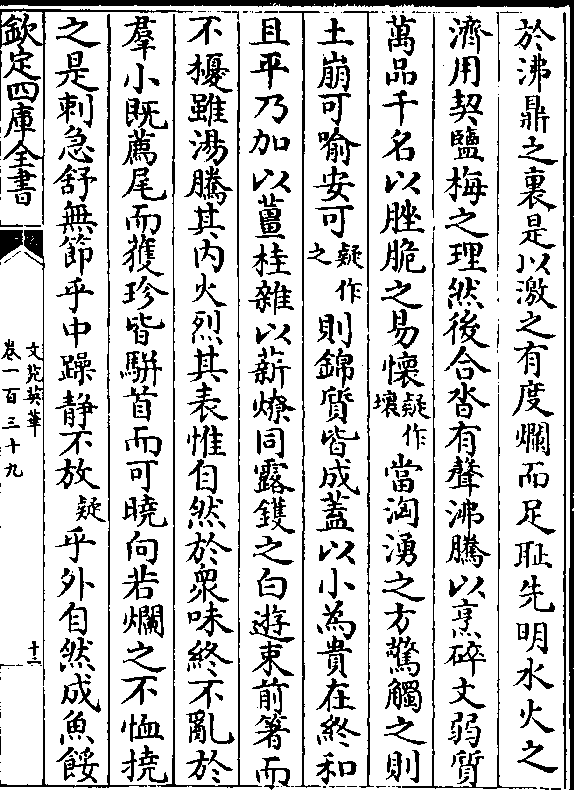 於沸鼎之裏是以激之有度爛而足耻先明水火之
濟用契鹽梅之理然後合沓有聲沸騰以烹碎丈弱質
萬品千名以脞脆之易懷疑作壞當洶湧之方驚觸之則
土崩可喻安可疑作之則錦質皆成蓋以小為貴在終和
且平乃加以薑桂雜以薪燎同露鑊之白遊束前箸而
不擾雖湯騰其内火烈其表惟自然於衆味終不亂於
羣小既薦尾而獲珍皆駢首而可曉向若爛之不恤撓
之是刺急舒無節乎中躁静不放疑乎外自然成魚餒
欽定四庫全書
文苑英華
卷一百三十九
十二